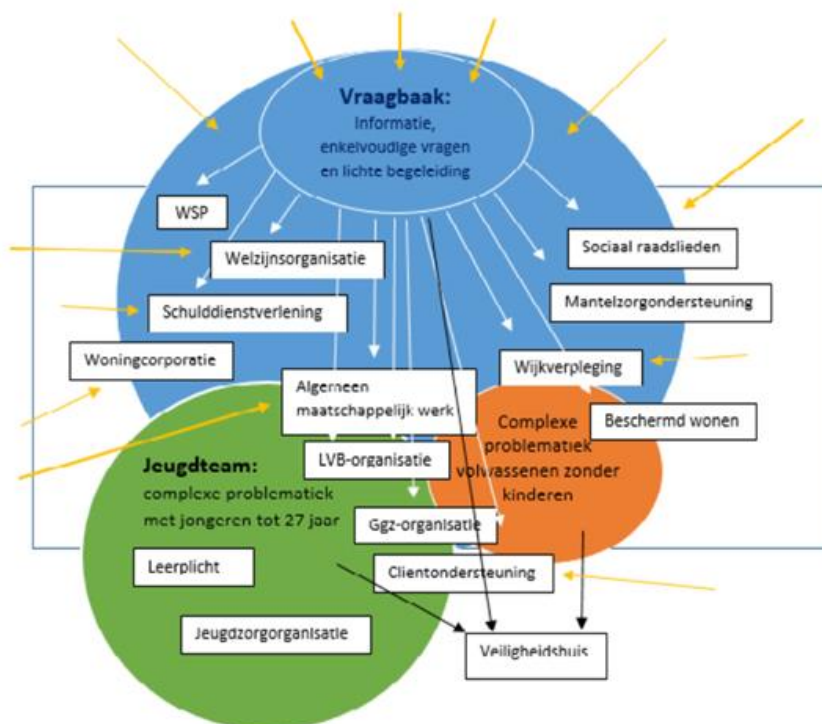 Vraagbaak:
Informatie,
enkelvoudige vragen
en lichte begeleiding
WSP
Sociaal raadslieden
Welzijnsorganisatie
Mantelzorgondersteuning
Schulddienstverlening
Woningcorporatie
Wijkverpleging
Algemeen
maatschappelijk werk
Beschermd wonen
Complexe
problematiek
volwassenen zonder
kinderen
LVB-organisatie
Jeugdteam:
complexe problematiek
met jongeren tot 27 jaar
Ggz-organisatie
Leerplicht
Clientondersteuning
Jeugdzorgorganisatie
Veiligheidshuis